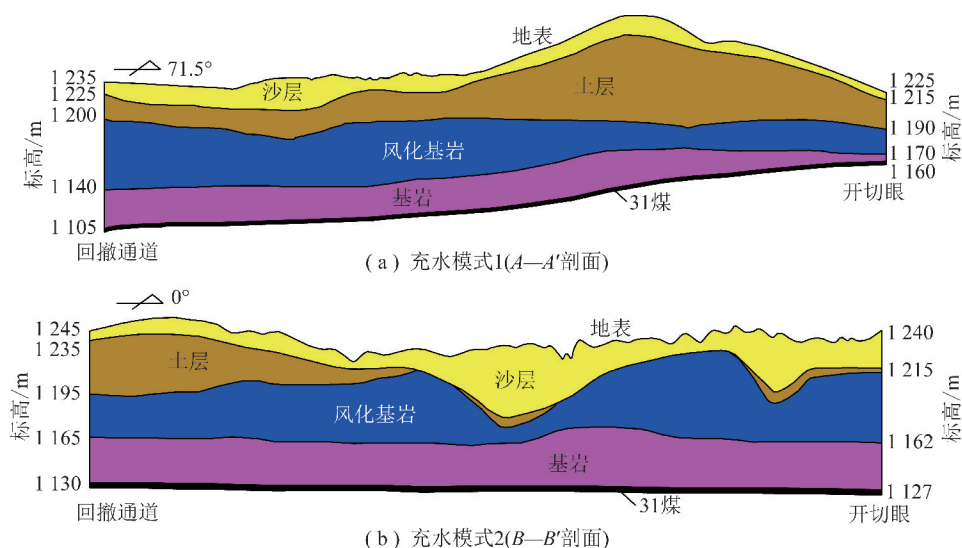 地表
71.5°
1 235
1 225
1 200
1 140
1 105
标高/m
沙层
土层
风化基岩
基岩
31煤
1 225
1 215
1 190
1 170
1 160
标高/m
回撤通道
开切眼
( a ) 充水模式1(A—A′剖面)
0°
1 245
1 235
1 195
1 165
1 130
标高/m
地表
土层
沙层
风化基岩
基岩
31煤
1 240
1 215
1 162
1 127
标高/m
回撤通道
开切眼
( b ) 充水模式2(B—B′剖面)